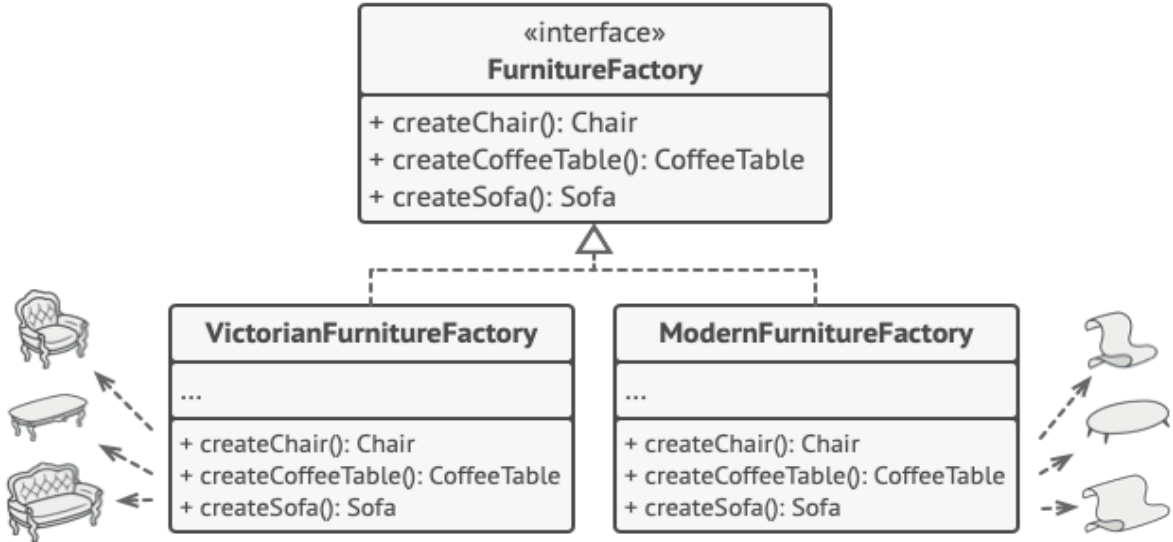 «interface»
FurnitureFactory
+ createChair(): Chair
+ createCoffeeTable(): CoffeeTable
+ createSofa(): Sofa
VictorianFurnitureFactory
...
+ createChair(): Chair
+ createCoffeeTable(): CoffeeTable
+ createSofa(): Sofa
ModernFurnitureFactory
...
+ createChair(): Chair
+ createCoffeeTable(): CoffeeTable
+ createSofa(): Sofa